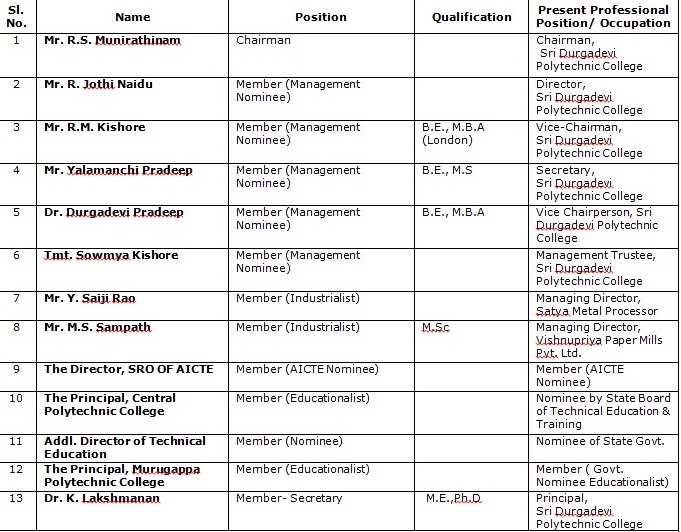 Sl. No. Name Position Qualification Present Professional Position/ Occupation
1 Mr. R.S. Munirathinam Chairman Chairman,
Sri Durgadevi
Polytechnic College
2 Mr. R. Jothi Naidu Member (Management Nominee) Director,
Sri Durgadevi
Polytechnic College
3 Mr. R.M. Kishore Member (Management Nominee) B.E., M.B.A (London) Vice-Chairman,
Sri Durgadevi
Polytechnic College
4 Mr. Yalamanchi Pradeep Member (Management Nominee) B.E., M.S Secretary,
Sri Durgadevi
Polytechnic College
5 Dr. Durgadevi Pradeep Member (Management Nominee) B.E., M.B.A Vice Chairperson, Sri
Durgadevi Polytechnic
College
6 Tmt. Sowmya Kishore Member (Management Nominee) Management Trustee,
Sri Durgadevi
Polytechnic College
7 Mr. Y. Saiji Rao Member (Industrialist) Managing Director,
Satya Metal Processor
8 Mr. M.S. Sampath Member (Industrialist) M.Sc Managing Director,
Vishnupriya Paper Mills
Pvt. Ltd.
9 The Director, SRO OF AICTE Member (AICTE Nominee) Member (AICTE
Nominee)
10 The Principal, Central Polytechnic College Member (Educationalist) Nominee by State Board
of Technical Education &
Training
11 Addl. Director of Technical Education Member (Nominee) Nominee of State Govt.
12 The Principal, Murugappa Polytechnic College Member (Educationalist) Member ( Govt.
Nominee Educationalist)
13 Dr. K. Lakshmanan Member- Secretary M.E.,Ph.D Principal,
Sri Durgadevi
Polytechnic College